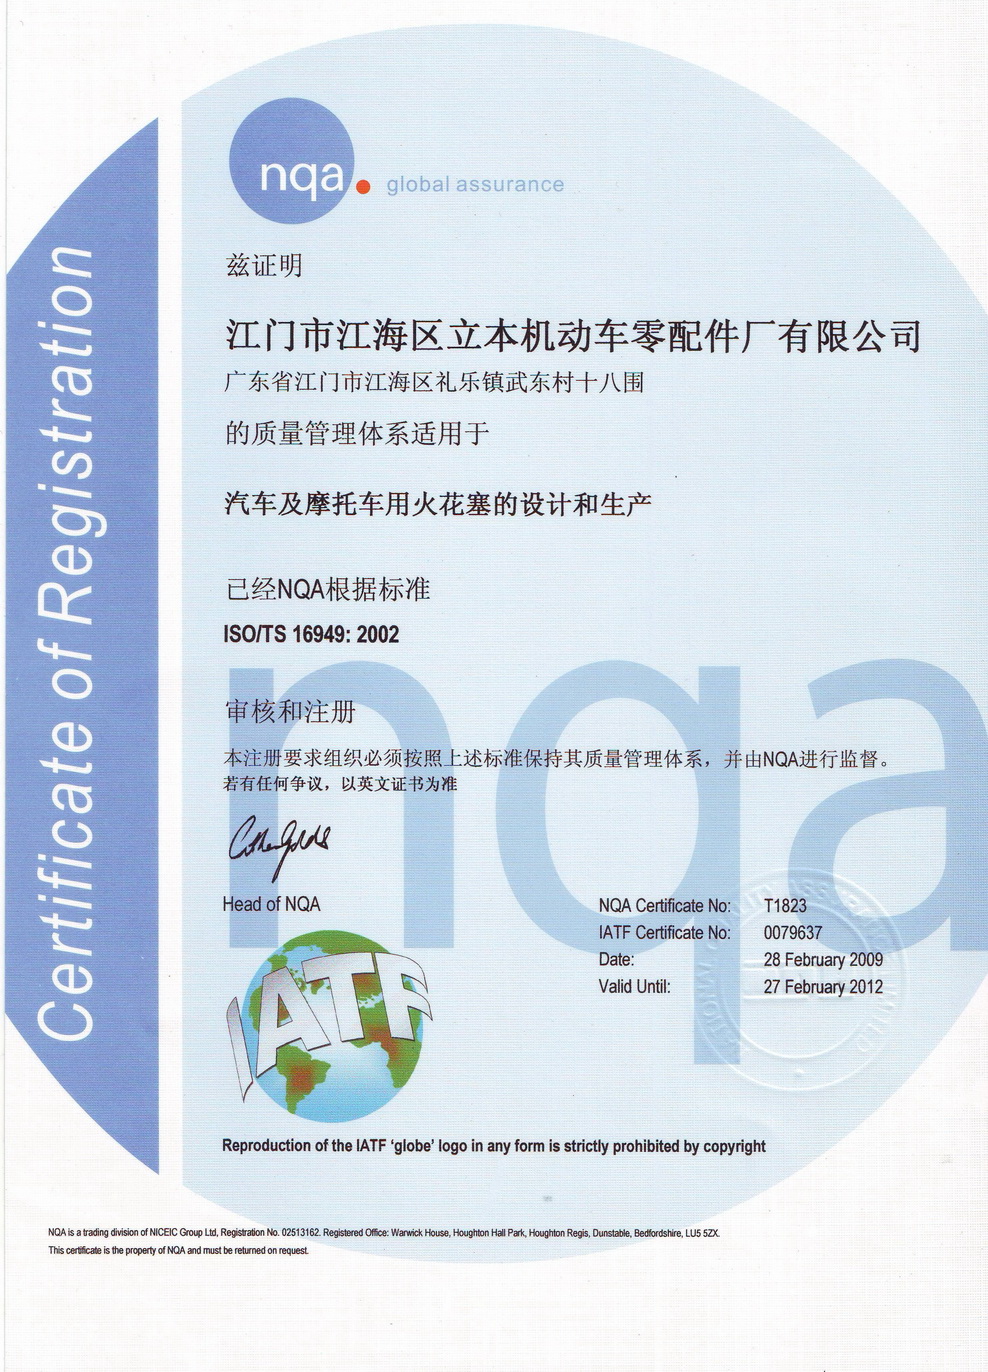 Certificate of Registration
nqa.
global assurance
兹证明
江门市江海区立本机动车零配件厂有限公司
广东省江门市江海区礼乐镇武东村十八围
的质量管理体系适用于
汽车及摩托车用火花塞的设计和生产
已经NQA根据标准
ISO/TS 16949: 2002
nqa
审核和注册
本注册要求组织必须按照上述标准保持其质量管理体系，并由NQA进行监督。
若有任何争议，以英文证书为准
Head of NQA
NQA Certificate No: T1823
IATF Certificate No: 0079637
Date: 28 February 2009
Valid Until: 27 February 2012
IATF
Reproduction of the IATF ‘globe’ logo in any form is strictly prohibited by copyright
NQA is a trading division of NICEIC Group Ltd, Registration No. 02513162. Registered Office: Warwick House, Houghton Hall Park, Houghton Regis, Dunstable, Bedfordshire, LU5 5ZX.
This certificate is the property of NQA and must be returned on request.